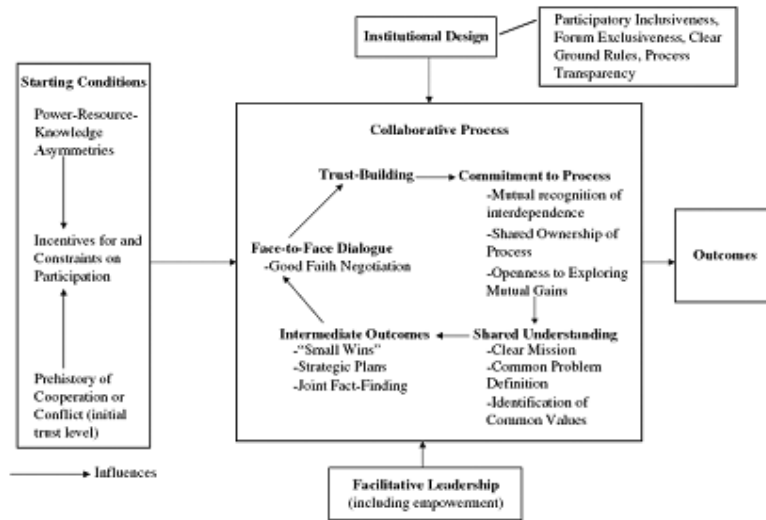 Institutional Design
Participatory Inclusiveness,
Forum Exclusiveness, Clear
Ground Rules, Process
Transparency
Starting Conditions
Power-Resource-
Knowledge
Asymmetries
Incentives for and
Constraints on
Participation
Prehistory of
Cooperation or
Conflict (initial
trust level)
Influences
Collaborative Process
Trust-Building
Commitment to Process
-Mutual recognition of
interdependence
-Shared Ownership of
Process
-Openness to Exploring
Mutual Gains
Face-to-Face Dialogue
-Good Faith Negotiation
Intermediate Outcomes
-“Small Wins”
-Strategic Plans
-Joint Fact-Finding
Shared Understanding
-Clear Mission
-Common Problem
Definition
-Identification of
Common Values
Outcomes
Facilitative Leadership
(including empowerment)